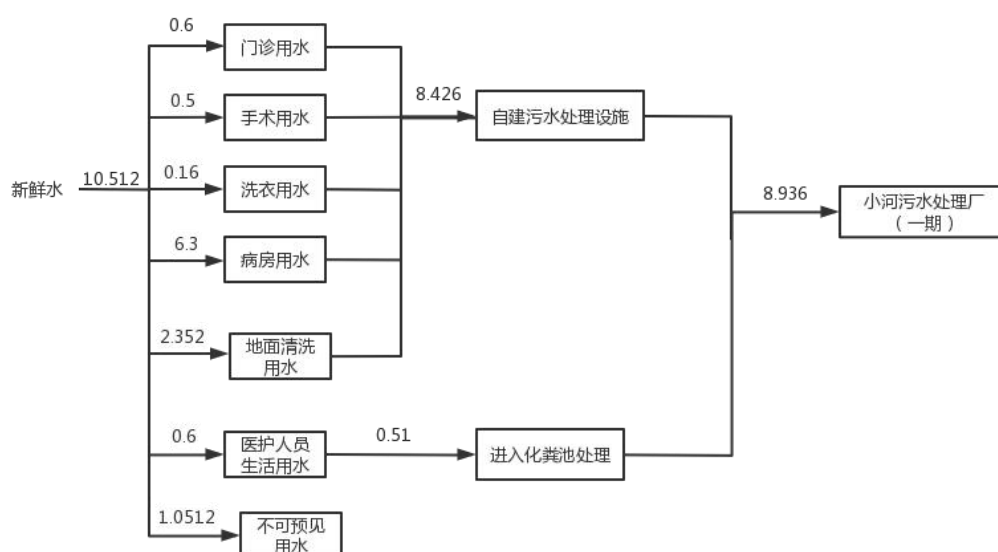 0.6
门诊用水
0.5
手术用水
8.426
自建污水处理设施
新鲜水
10.512
0.16
洗衣用水
8.936
小河污水处理厂
（一期）
6.3
病房用水
2.352
地面清洗
用水
0.6
医护人员
生活用水
0.51
进入化粪池处理
1.0512
不可预见
用水